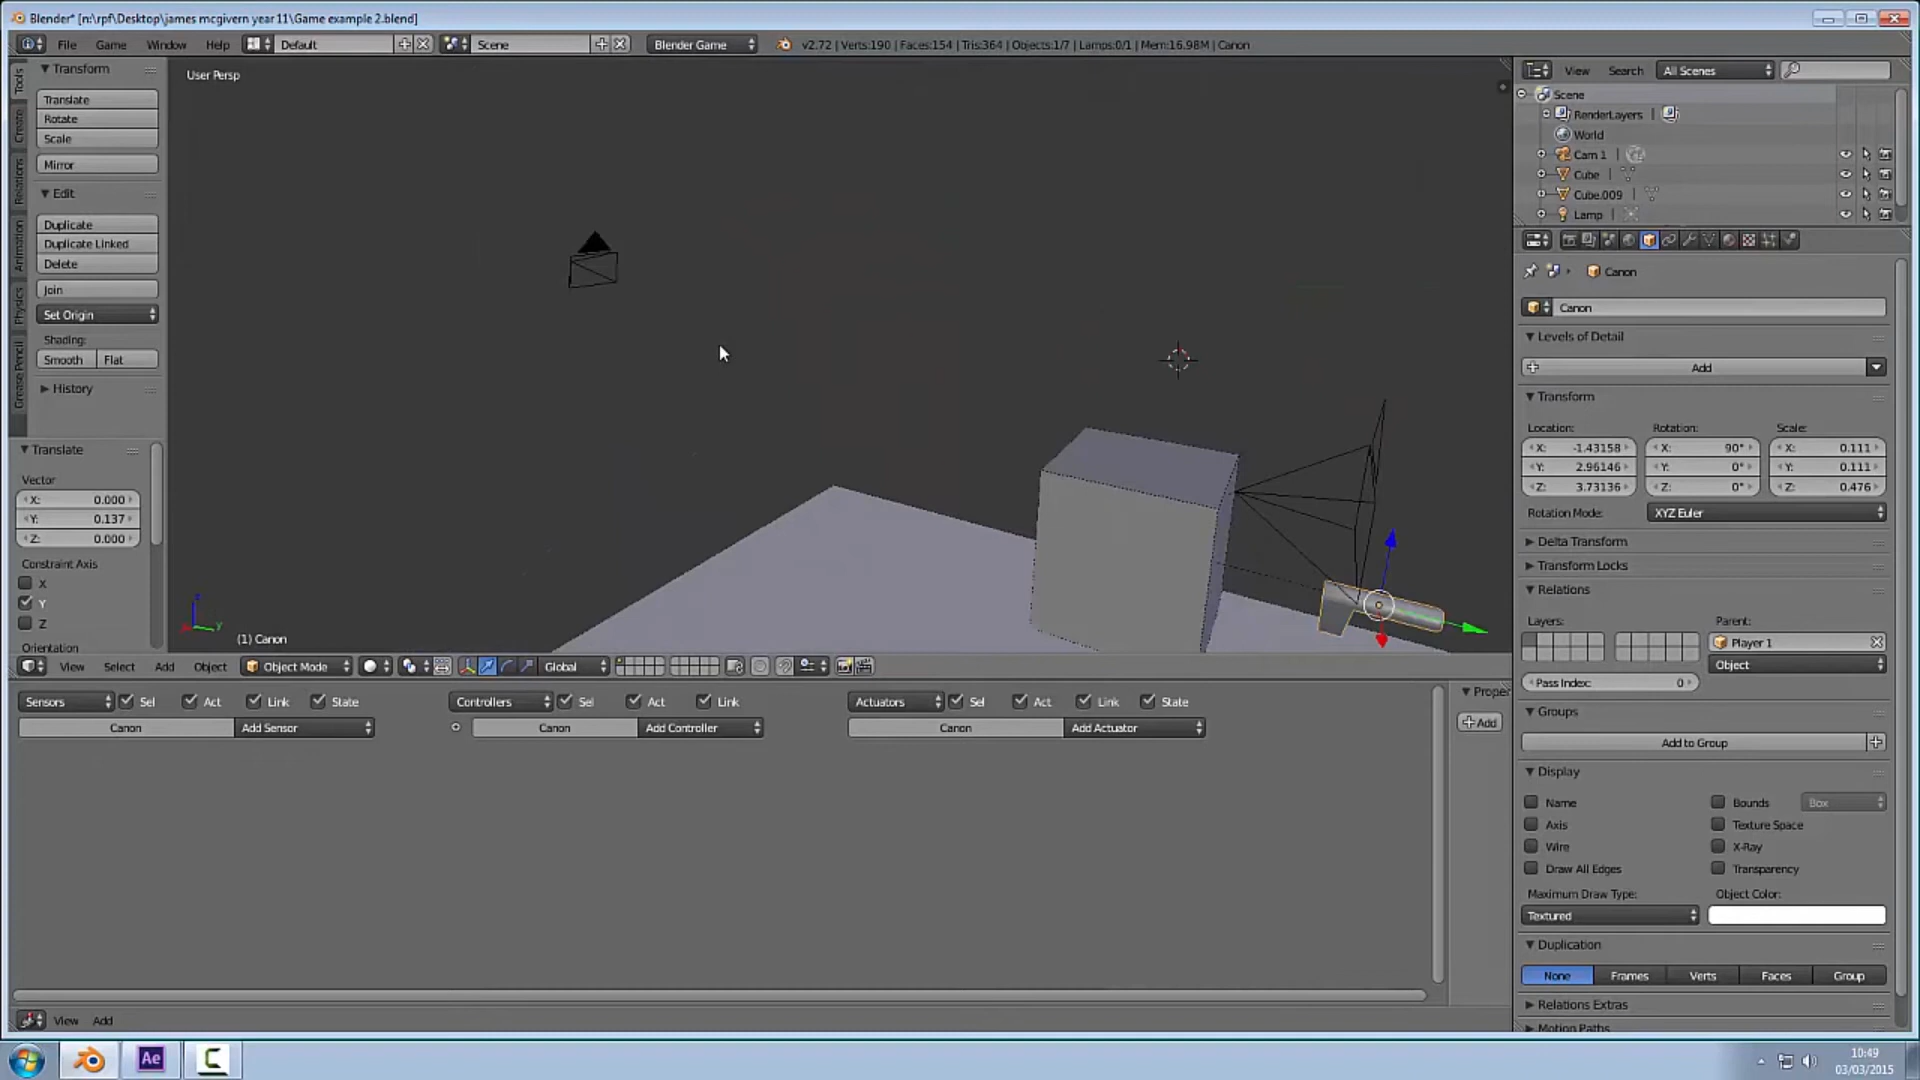 Blender* [n:\rpf\Desktop\james mcgivern year 11\Game example 2.blend]
File Game Window Help Default Scene Blender Game v2.72 | Verts:190 | Faces:154 | Tris:364 | Objects:1/7 | Lamps:0/1 | Mem:16.98M | Canon
Tools
Create
Relations
Animation
Physics
Grease Pencil
Transform
Translate
Rotate
Scale
Mirror
Edit
Duplicate
Duplicate Linked
Delete
Join
Set Origin
Shading:
Smooth Flat
History
Translate
Vector
X: 0.000
Y: 0.137
Z: 0.000
Constraint Axis
X
Y
Z
Orientation
User Persp
(1) Canon
View Select Add Object Object Mode Global
Sensors Sel Act Link State Controllers Sel Act Link Actuators Sel Act Link State
Canon Add Sensor Canon Add Controller Canon Add Actuator
Proper
Add
View Add
View Search All Scenes
Scene
RenderLayers
World
Cam 1
Cube
Cube.009
Lamp
Canon
Canon
Levels of Detail
Add
Transform
Location: Rotation: Scale:
X: -1.43158 X: 90° X: 0.111
Y: 2.96146 Y: 0° Y: 0.111
Z: 3.73136 Z: 0° Z: 0.476
Rotation Mode: XYZ Euler
Delta Transform
Transform Locks
Relations
Layers: Parent:
Player 1
Object
Pass Index: 0
Groups
Add to Group
Display
Name Bounds Box
Axis Texture Space
Wire X-Ray
Draw All Edges Transparency
Maximum Draw Type: Object Color:
Textured
Duplication
None Frames Verts Faces Group
Relations Extras
Motion Paths
Ae C
10:49
03/03/2015